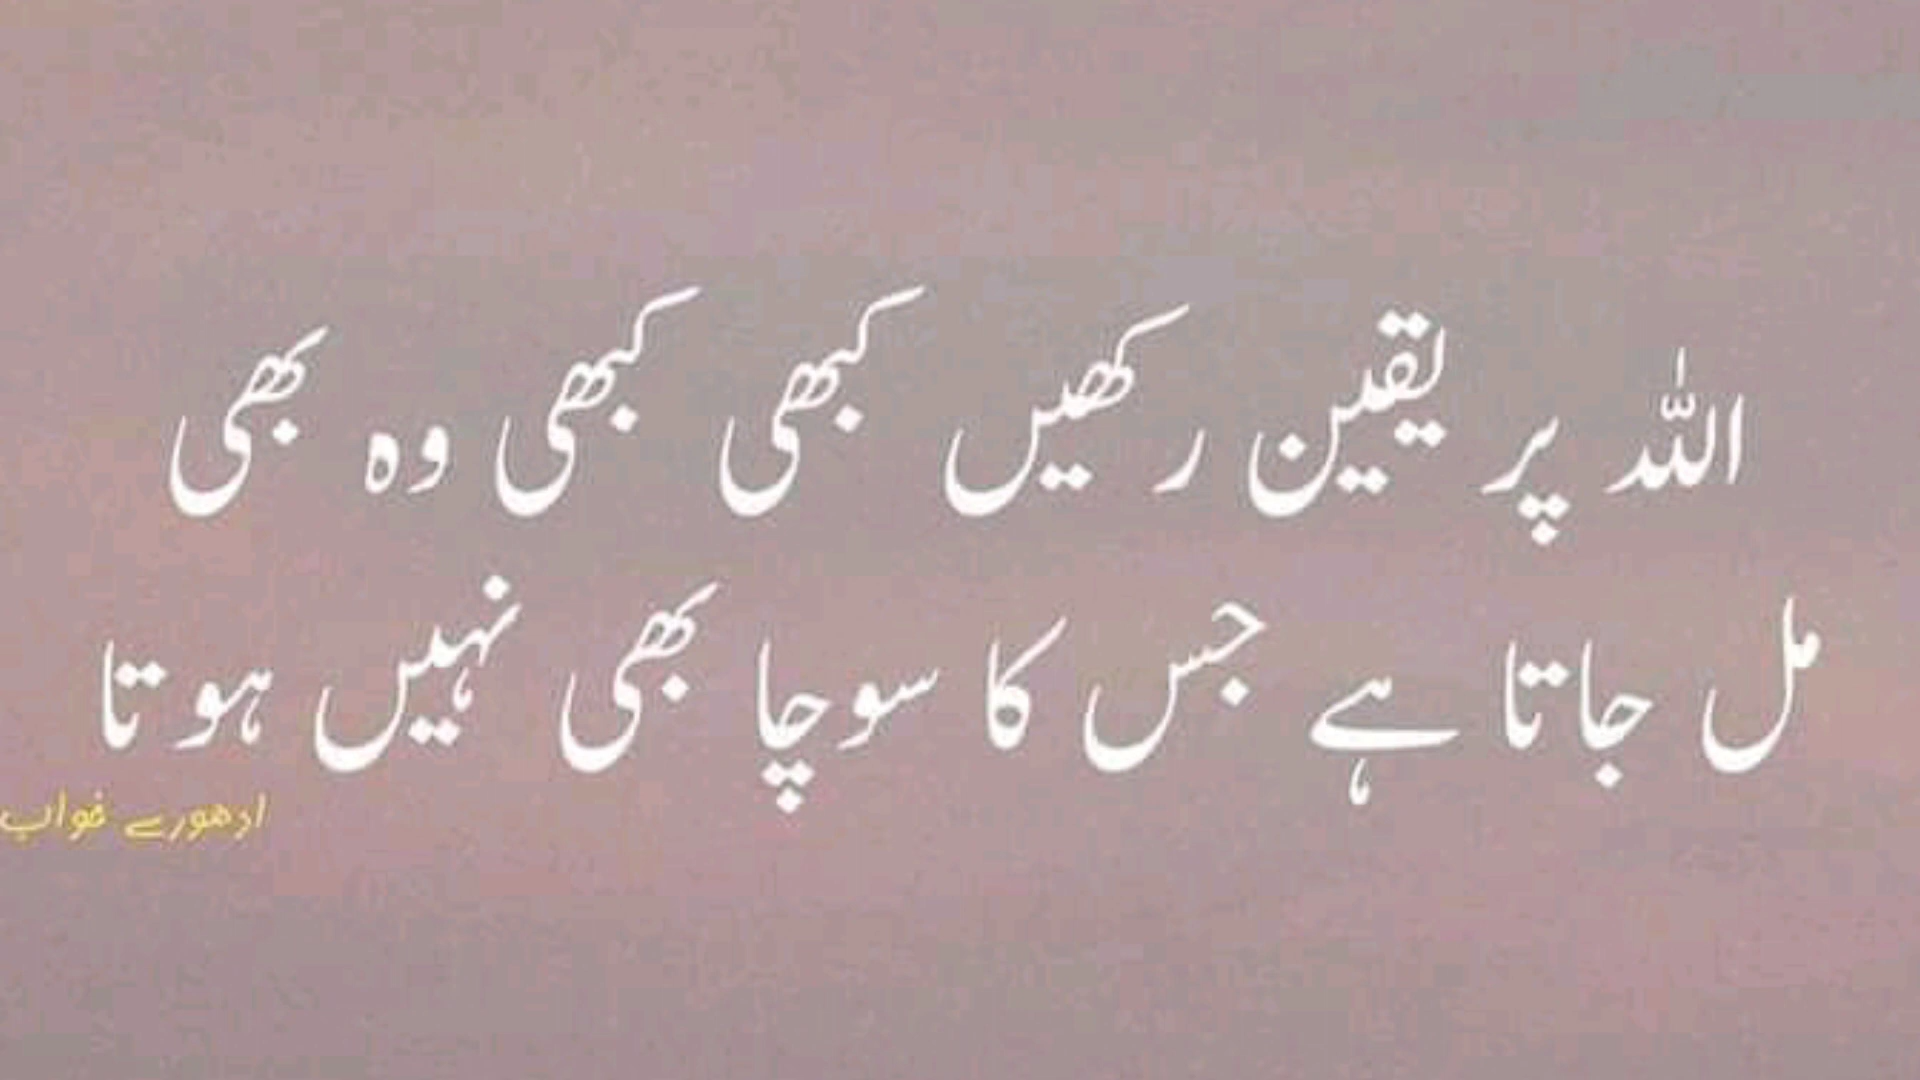 اللہ پر یقین رکھیں کبھی کبھی وہ بھی
مل جاتا ہے جس کا سوچا بھی نہیں ہوتا
ادھورے خواب